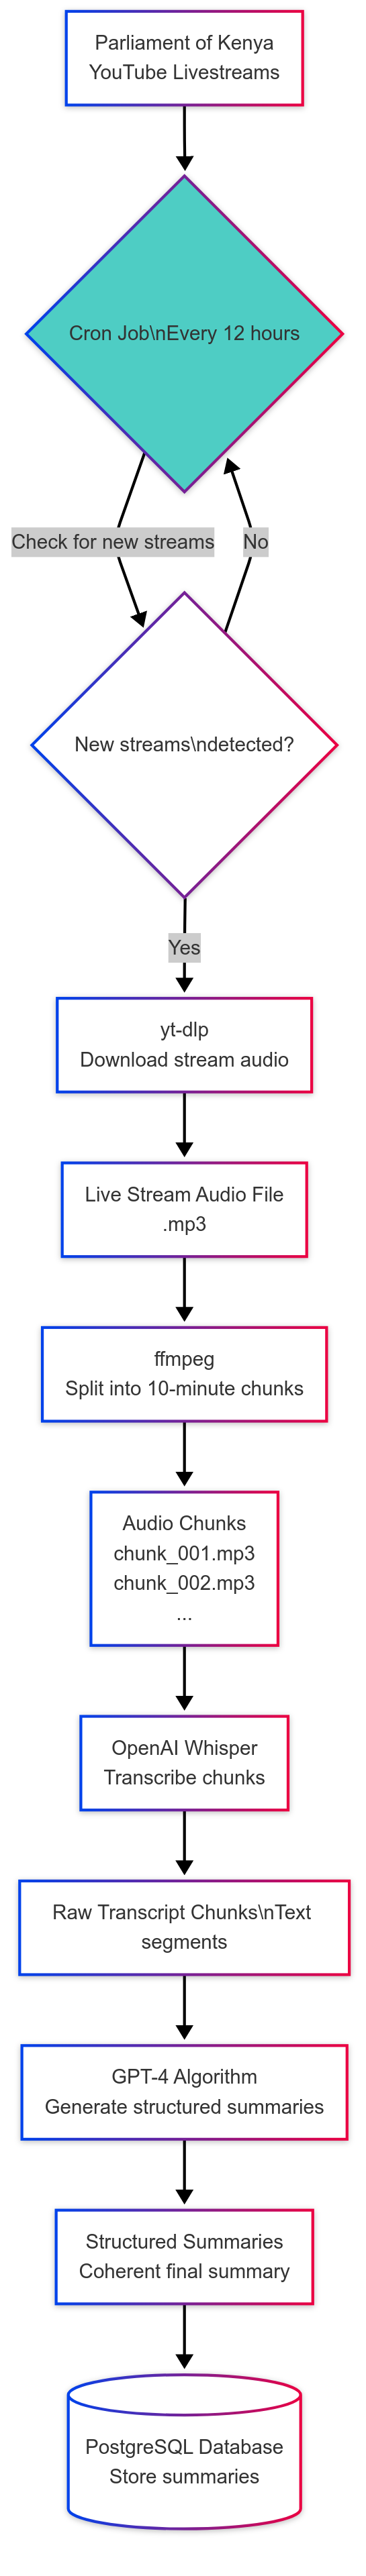 Parliament of Kenya
YouTube Livestreams
Cron Job\nEvery 12 hours
Check for new streams
No
New streams\ndetected?
Yes
yt-dlp
Download stream audio
Live Stream Audio File
.mp3
ffmpeg
Split into 10-minute chunks
Audio Chunks
chunk_001.mp3
chunk_002.mp3
...
OpenAI Whisper
Transcribe chunks
Raw Transcript Chunks\nText
segments
GPT-4 Algorithm
Generate structured summaries
Structured Summaries
Coherent final summary
PostgreSQL Database
Store summaries